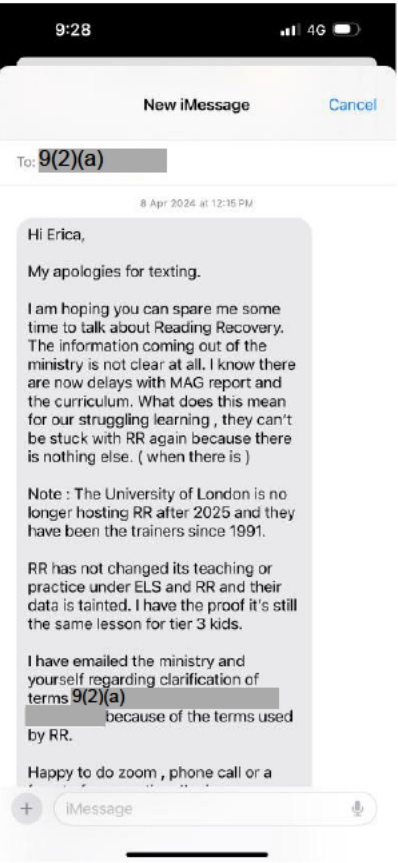 9:28 4G
New iMessage Cancel
To: 9(2)(a)
8 Apr 2024 at 12:15 PM
Hi Erica,
My apologies for texting.
I am hoping you can spare me some
time to talk about Reading Recovery.
The information coming out of the
ministry is not clear at all. I know there
are now delays with MAG report and
the curriculum. What does this mean
for our struggling learning , they can't
be stuck with RR again because there
is nothing else. ( when there is )
Note : The University of London is no
longer hosting RR after 2025 and they
have been the trainers since 1991.
RR has not changed its teaching or
practice under ELS and RR and their
data is tainted. I have the proof it's still
the same lesson for tier 3 kids.
I have emailed the ministry and
yourself regarding clarification of
terms 9(2)(a)
because of the terms used
by RR.
Happy to do zoom , phone call or a
iMessage